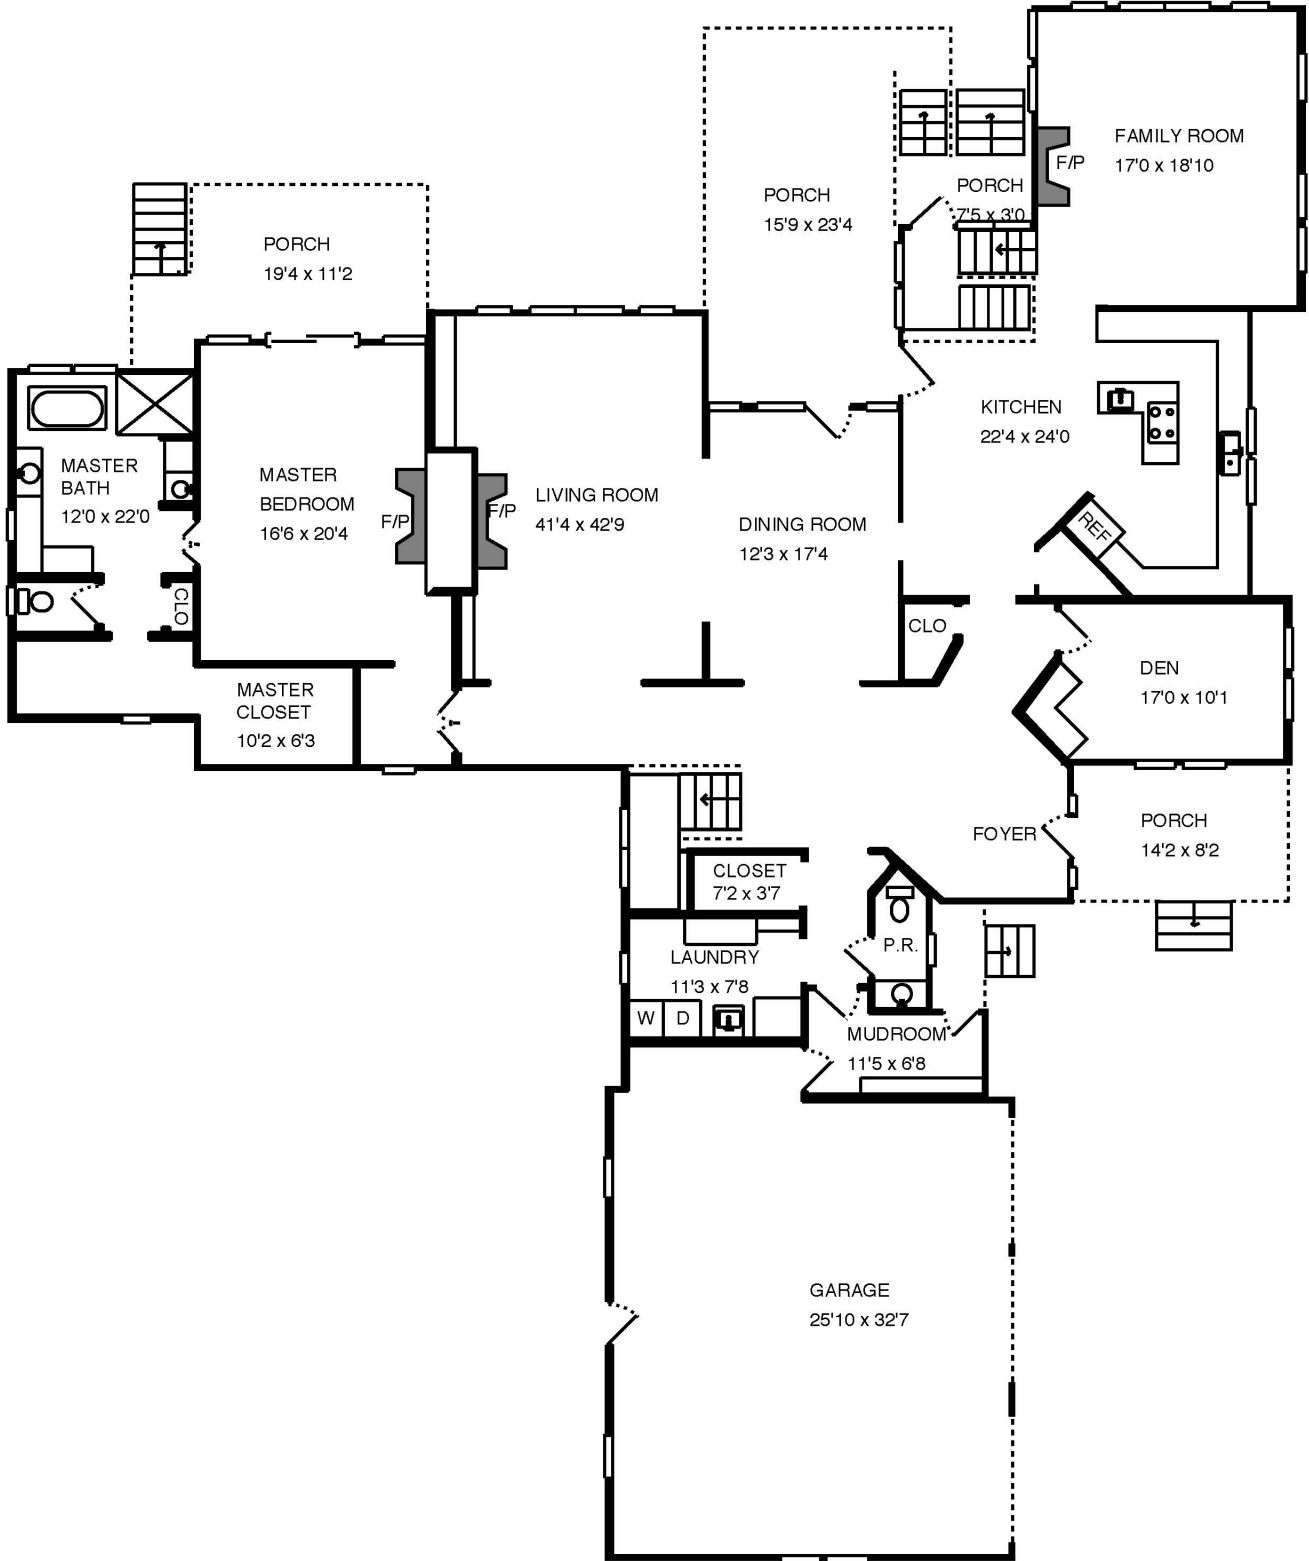 FAMILY ROOM
17'0 x 18'10
F/P
PORCH
7'5 x 3'0
PORCH
15'9 x 23'4
PORCH
19'4 x 11'2
KITCHEN
22'4 x 24'0
REF
MASTER
BATH
12'0 x 22'0
MASTER
BEDROOM
16'6 x 20'4
F/P
F/P
LIVING ROOM
41'4 x 42'9
DINING ROOM
12'3 x 17'4
CLO
CLO
DEN
17'0 x 10'1
MASTER
CLOSET
10'2 x 6'3
FOYER
PORCH
14'2 x 8'2
CLOSET
7'2 x 3'7
P.R.
LAUNDRY
11'3 x 7'8
W D
MUDROOM
11'5 x 6'8
GARAGE
25'10 x 32'7